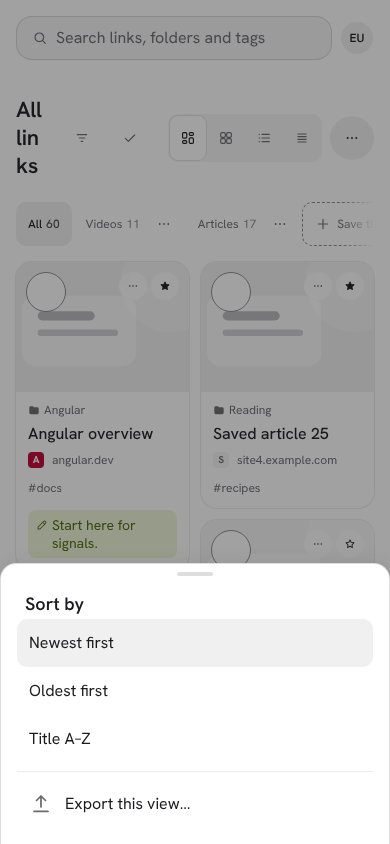 Search links, folders and tags
EU
All
lin
ks
All 60
Videos 11
Articles 17
Save
Angular
Angular overview
A angular.dev
#docs
Start here for
signals.
Reading
Saved article 25
S site4.example.com
#recipes
Sort by
Newest first
Oldest first
Title A–Z
Export this view...